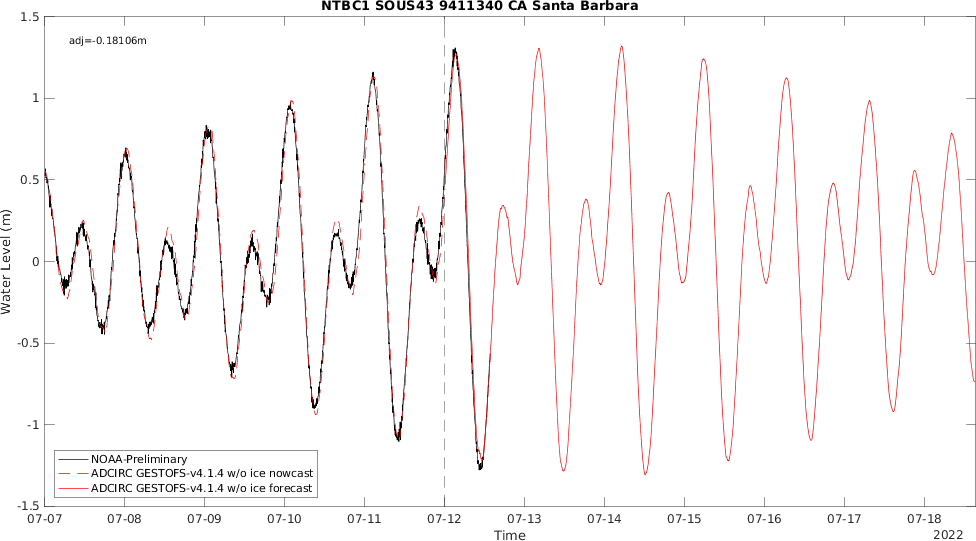 NTBC1 SOUS43 9411340 CA Santa Barbara
adj=-0.18106m
1.5
1
0.5
0
-0.5
-1
-1.5
Water Level (m)
NOAA-Preliminary
ADCIRC GESTOFS-v4.1.4 w/o ice nowcast
ADCIRC GESTOFS-v4.1.4 w/o ice forecast
07-07 07-08 07-09 07-10 07-11 07-12 07-13 07-14 07-15 07-16 07-17 07-18
Time
2022